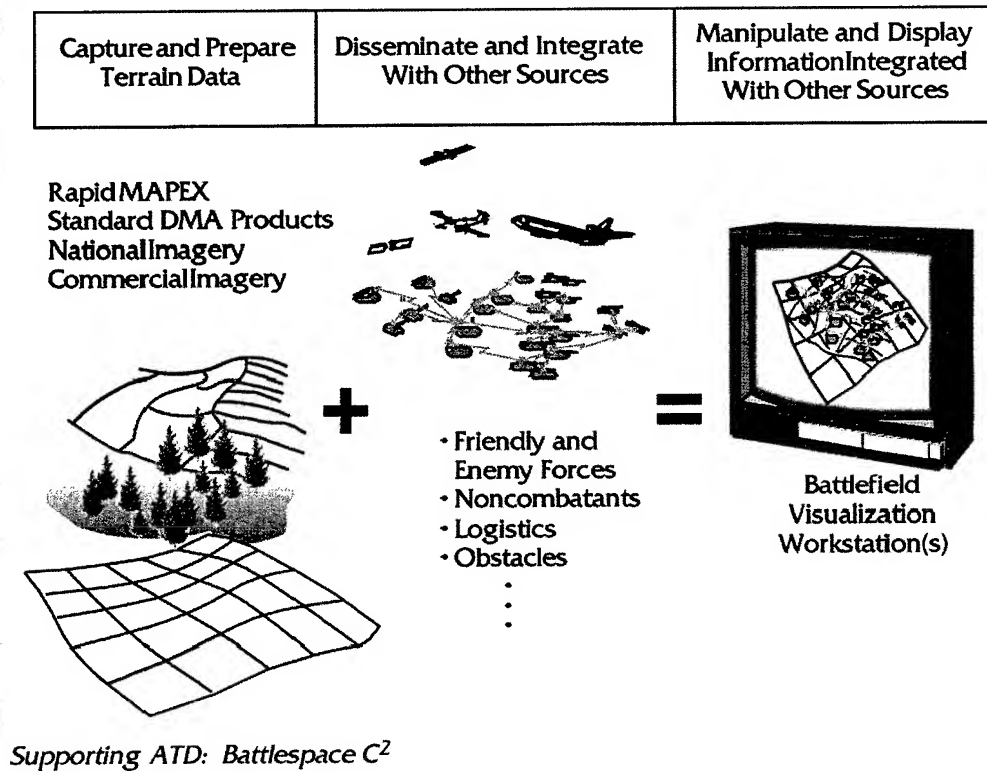 Capture and Prepare
Terrain Data
Disseminate and Integrate
With Other Sources
Manipulate and Display
InformationIntegrated
With Other Sources
Rapid MAPEX
Standard DMA Products
NationalImagery
CommercialImagery
+
=
· Friendly and
Enemy Forces
· Noncombatants
· Logistics
· Obstacles
Battlefield
Visualization
Workstation(s)
Supporting ATD: Battlespace C²